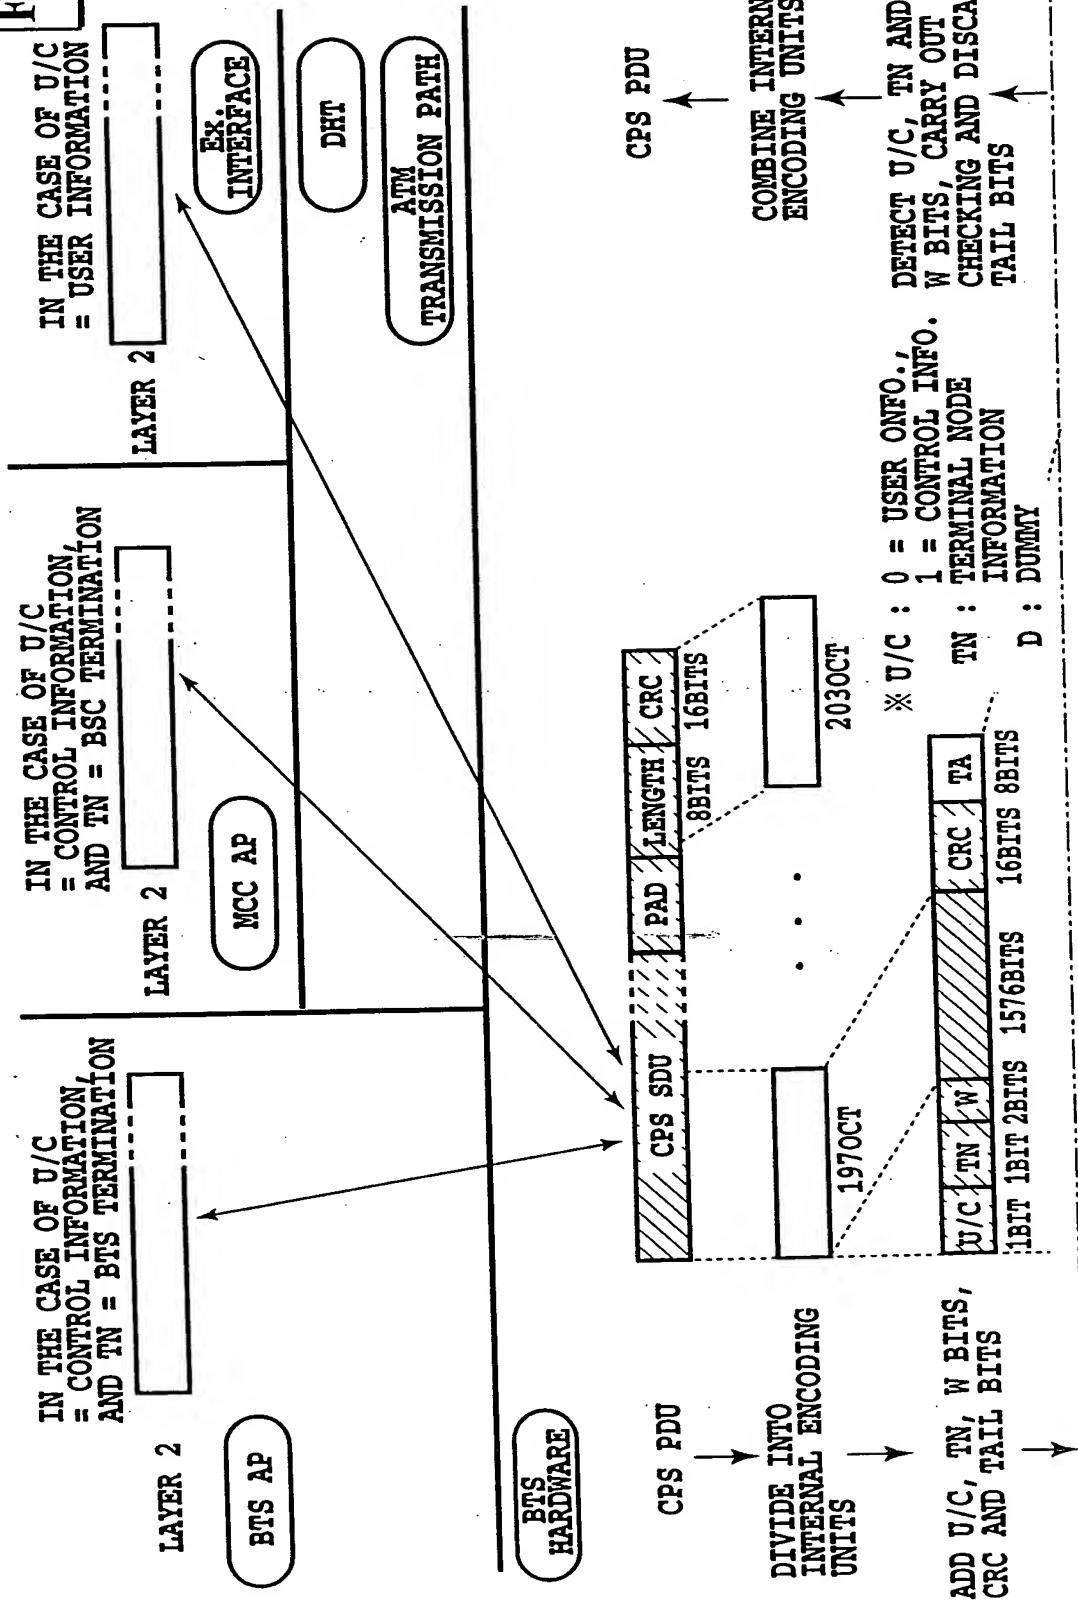 F
IN THE CASE OF U/C
= CONTROL INFORMATION,
AND TN = BTS TERMINATION
LAYER 2
BTS AP
IN THE CASE OF U/C
= CONTROL INFORMATION,
AND TN = BSC TERMINATION
LAYER 2
MCC AP
IN THE CASE OF U/C
= USER INFORMATION
LAYER 2
Ex.
INTERFACE
DHT
ATM
TRANSMISSION PATH
BTS
HARDWARE
CPS PDU
CPS SDU
PAD
LENGTH
CRC
8BITS
16BITS
CPS PDU
DIVIDE INTO
INTERNAL ENCODING
UNITS
197OCT
• • •
203OCT
COMBINE INTERN
ENCODING UNITS
ADD U/C, TN, W BITS,
CRC AND TAIL BITS
U/C
TN
W
CRC
TA
1BIT
1BIT
2BITS
1576BITS
16BITS
8BITS
※ U/C : 0 = USER ONFO.,
1 = CONTROL INFO.
TN : TERMINAL NODE
INFORMATION
D : DUMMY
DETECT U/C, TN AND
W BITS, CARRY OUT
CHECKING AND DISCA
TAIL BITS